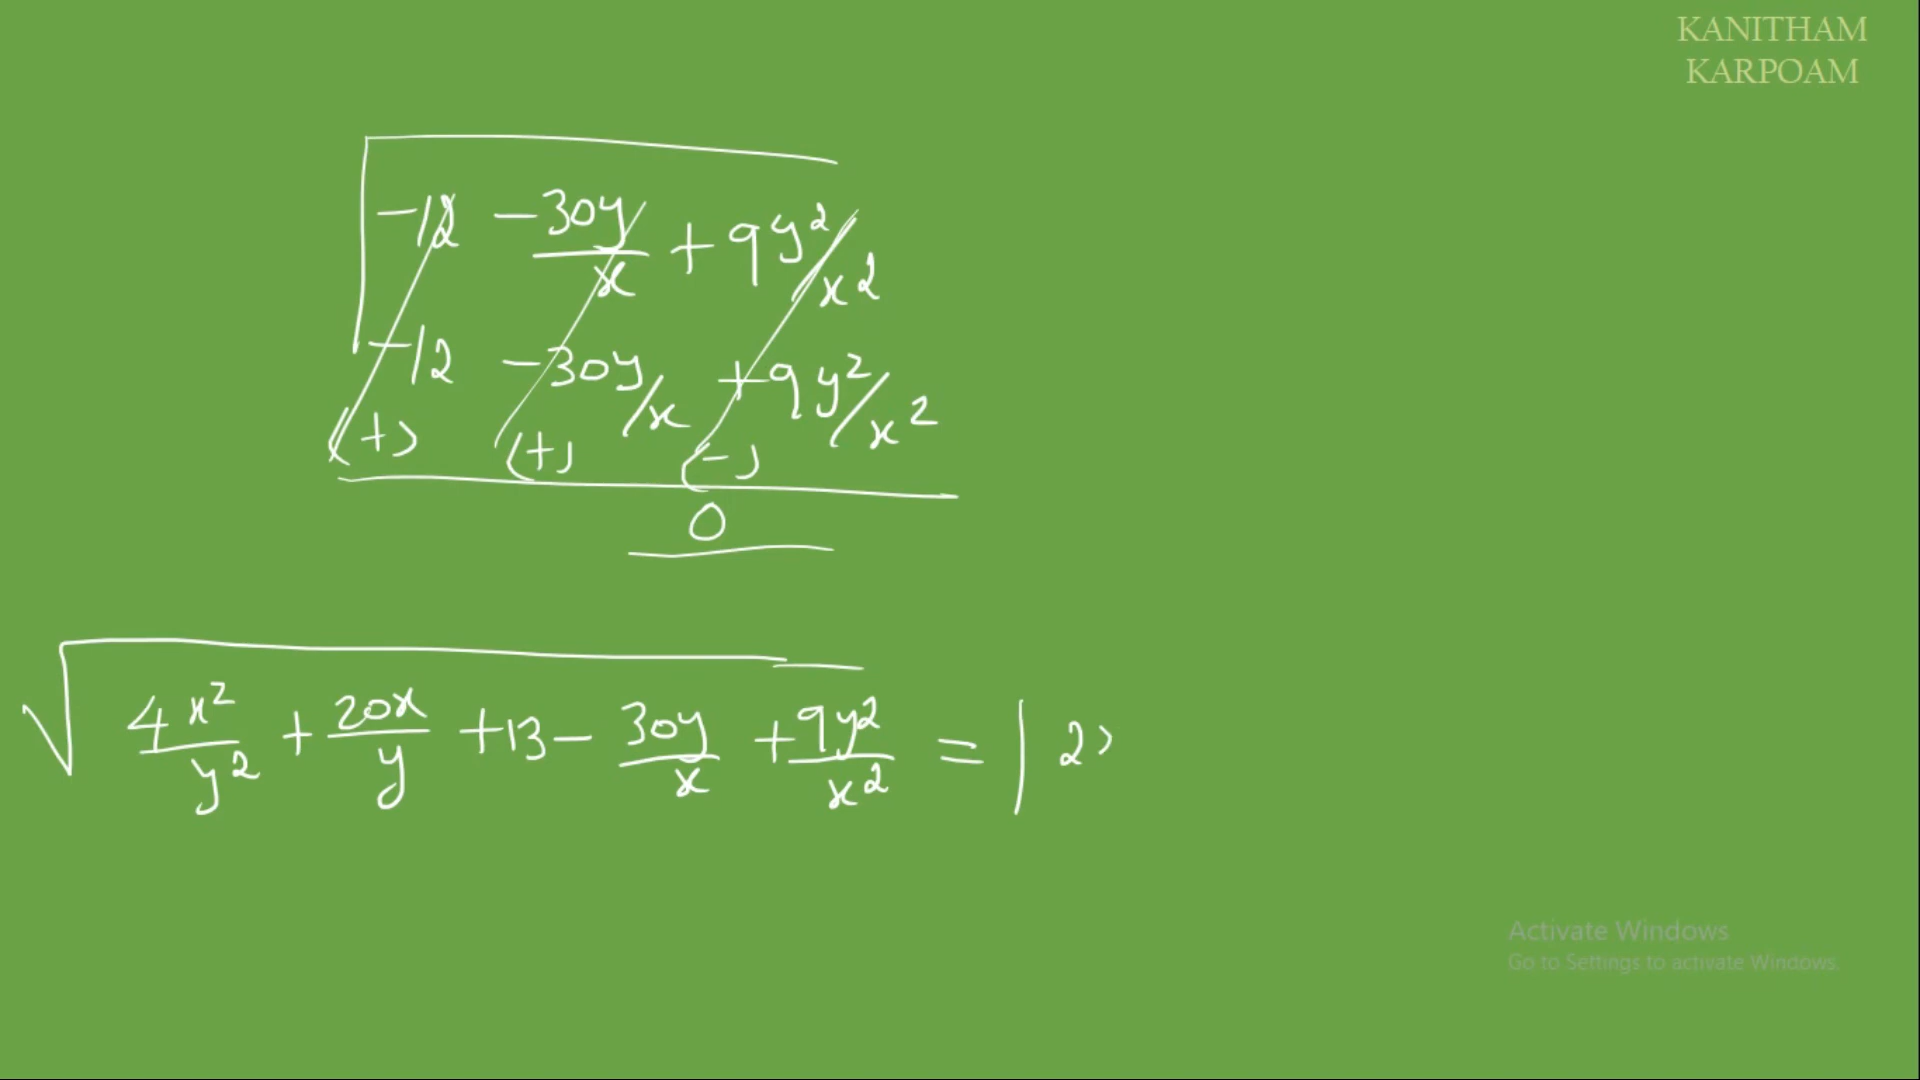 KANITHAM
KARPOAM
-12 -30y/x + 9y²/x²
-12 -30y/x +9y²/x²
(+) (+) (-)
0
√(4x²/y² + 20x/y +13 - 30y/x + 9y²/x²) = | 2
Activate Windows
Go to Settings to activate Windows.